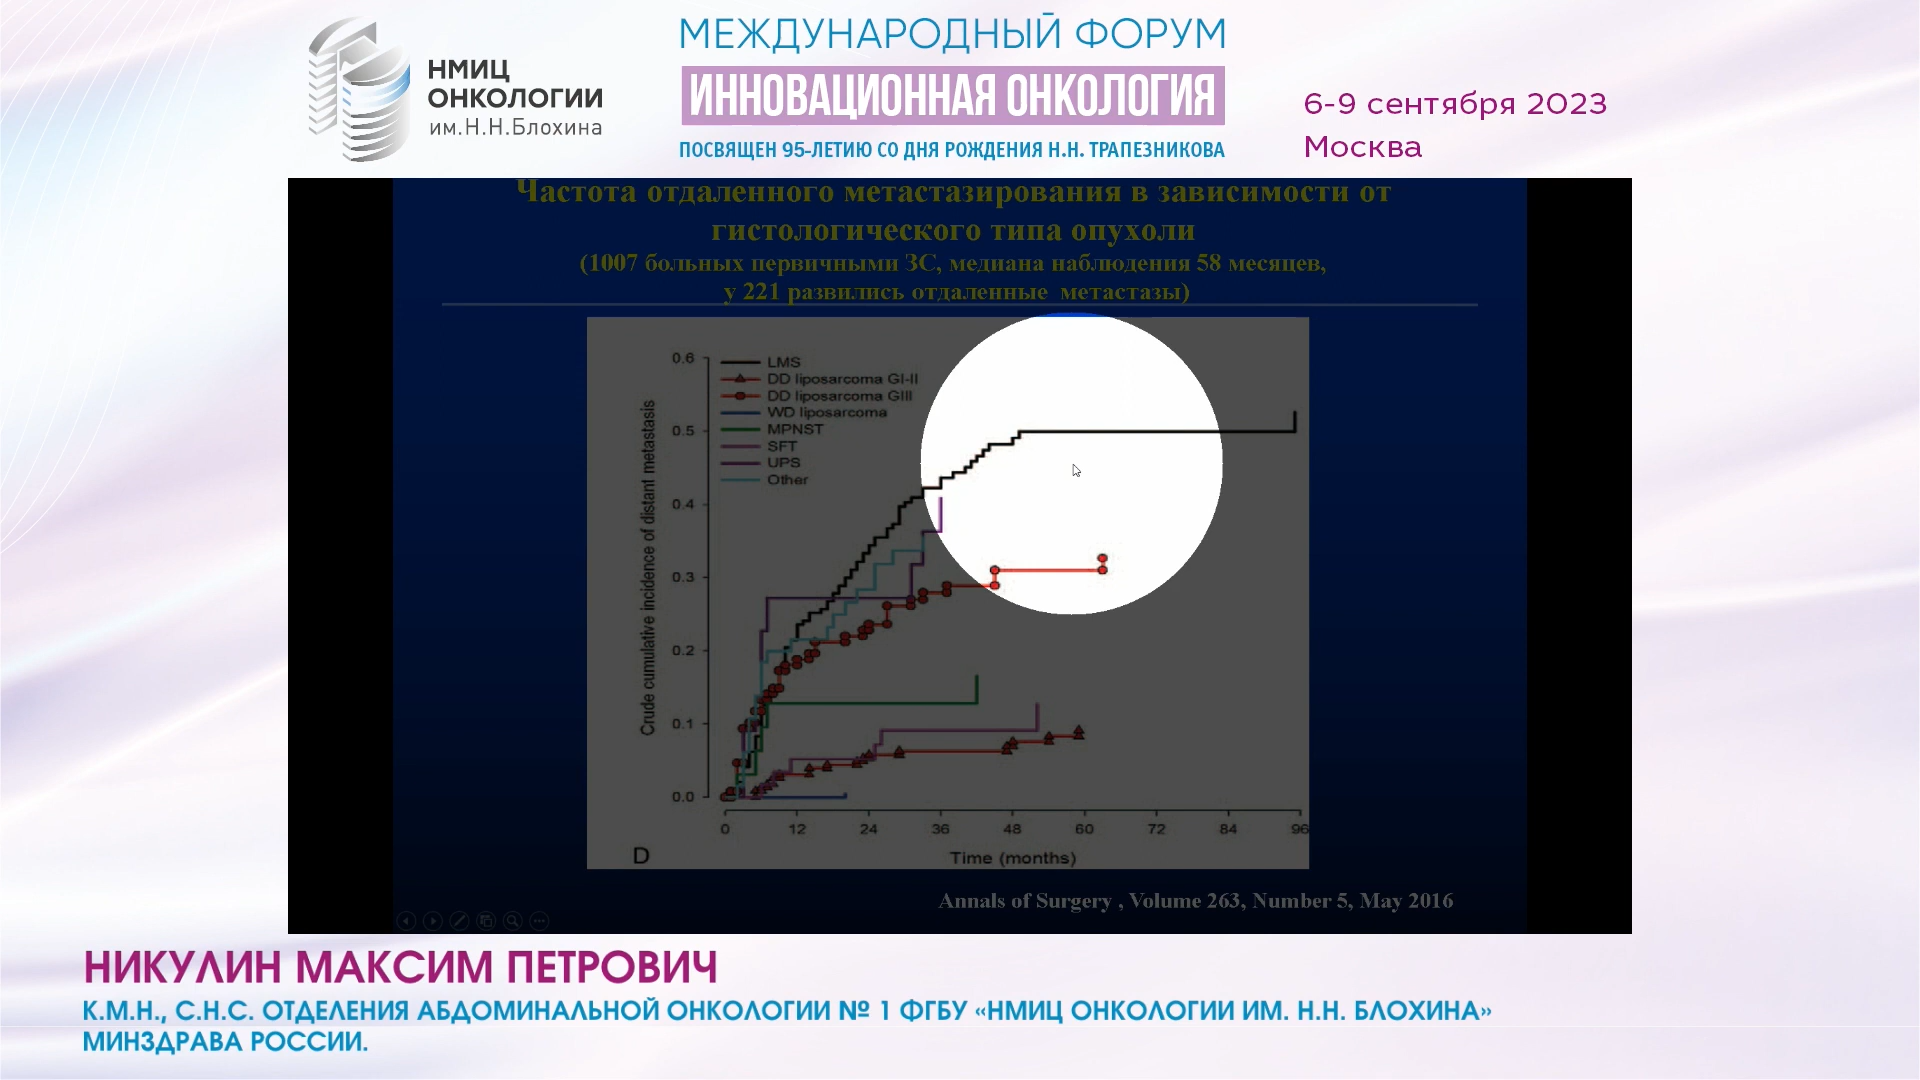 НМИЦ
ОНКОЛОГИИ
им.Н.Н.Блохина
МЕЖДУНАРОДНЫЙ ФОРУМ
ИННОВАЦИОННАЯ ОНКОЛОГИЯ
ПОСВЯЩЕН 95-ЛЕТИЮ СО ДНЯ РОЖДЕНИЯ Н.Н. ТРАПЕЗНИКОВА
6-9 сентября 2023
Москва
Частота отдаленного метастазирования в зависимости от
гистологического типа опухоли
(1007 больных первичными ЗС, медиана наблюдения 58 месяцев,
у 221 развились отдаленные метастазы)
Crude cumulative incidence of distant metastasis
0.6
0.5
0.4
0.3
0.2
0.1
0.0
LMS
DD liposarcoma GI-II
DD liposarcoma GIII
WD liposarcoma
MPNST
SFT
UPS
Other
0 12 24 36 48 60 72 84 96
D
Time (months)
Annals of Surgery , Volume 263, Number 5, May 2016
НИКУЛИН МАКСИМ ПЕТРОВИЧ
К.М.Н., С.Н.С. ОТДЕЛЕНИЯ АБДОМИНАЛЬНОЙ ОНКОЛОГИИ № 1 ФГБУ «НМИЦ ОНКОЛОГИИ ИМ. Н.Н. БЛОХИНА»
МИНЗДРАВА РОССИИ.